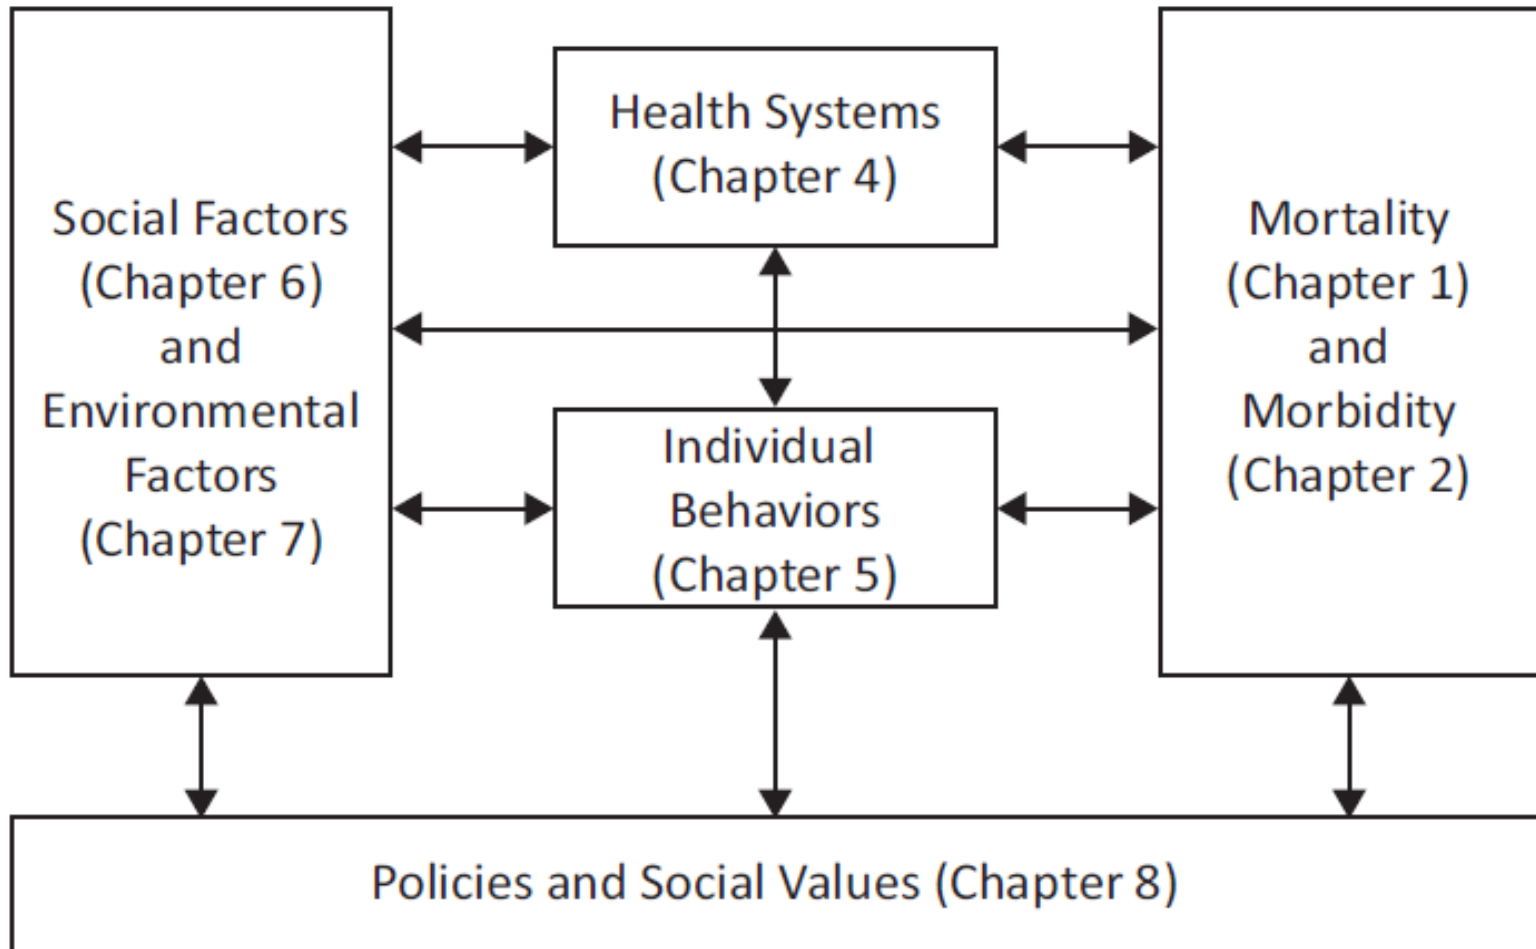 Social Factors
(Chapter 6)
and
Environmental
Factors
(Chapter 7)
Health Systems
(Chapter 4)
Individual
Behaviors
(Chapter 5)
Mortality
(Chapter 1)
and
Morbidity
(Chapter 2)
Policies and Social Values (Chapter 8)